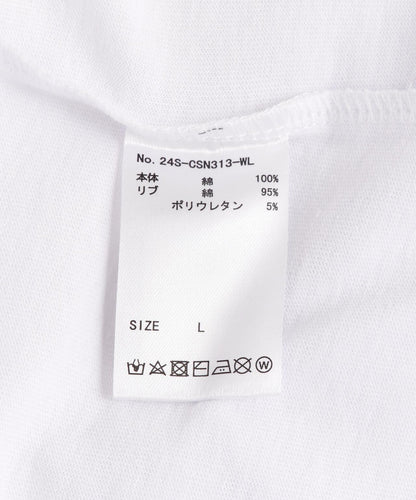 No. 24S-CSN313-WL
本体 綿 100%
リブ 綿 95%
ポリウレタン 5%
SIZE L